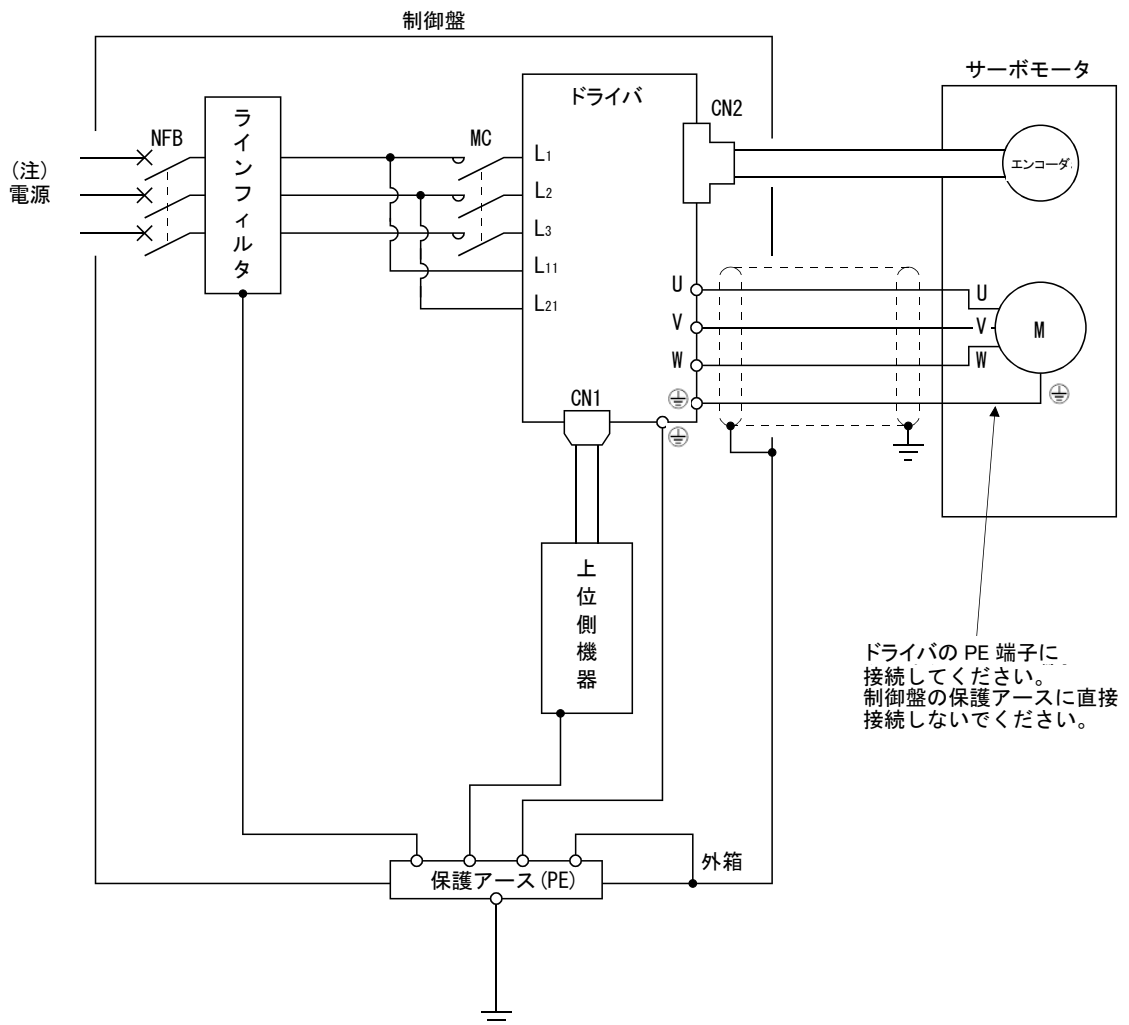 制御盤
サーボモータ
ドライバ
CN2
ラインフィルタ
NFB
MC
(注)
電源
L1
L2
L3
L11
L21
エンコーダ
U
V
W
U
V
W
M
CN1
上位側機器
ドライバの PE 端子に
接続してください。
制御盤の保護アースに直接
接続しないでください。
外箱
保護アース(PE)